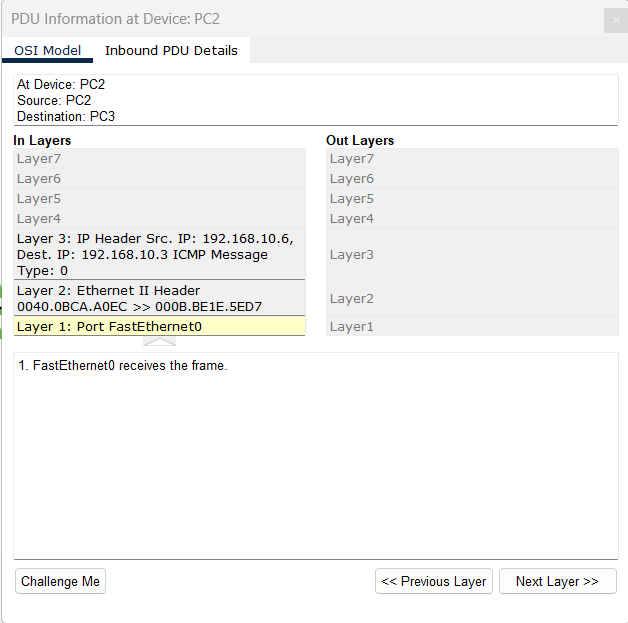 PDU Information at Device: PC2
OSI Model
Inbound PDU Details
At Device: PC2
Source: PC2
Destination: PC3
In Layers
Layer7
Layer6
Layer5
Layer4
Layer 3: IP Header Src. IP: 192.168.10.6,
Dest. IP: 192.168.10.3 ICMP Message
Type: 0
Layer 2: Ethernet II Header
0040.0BCA.A0EC >> 000B.BE1E.5ED7
Layer 1: Port FastEthernet0
Out Layers
Layer7
Layer6
Layer5
Layer4
Layer3
Layer2
Layer1
1. FastEthernet0 receives the frame.
Challenge Me
<< Previous Layer
Next Layer >>